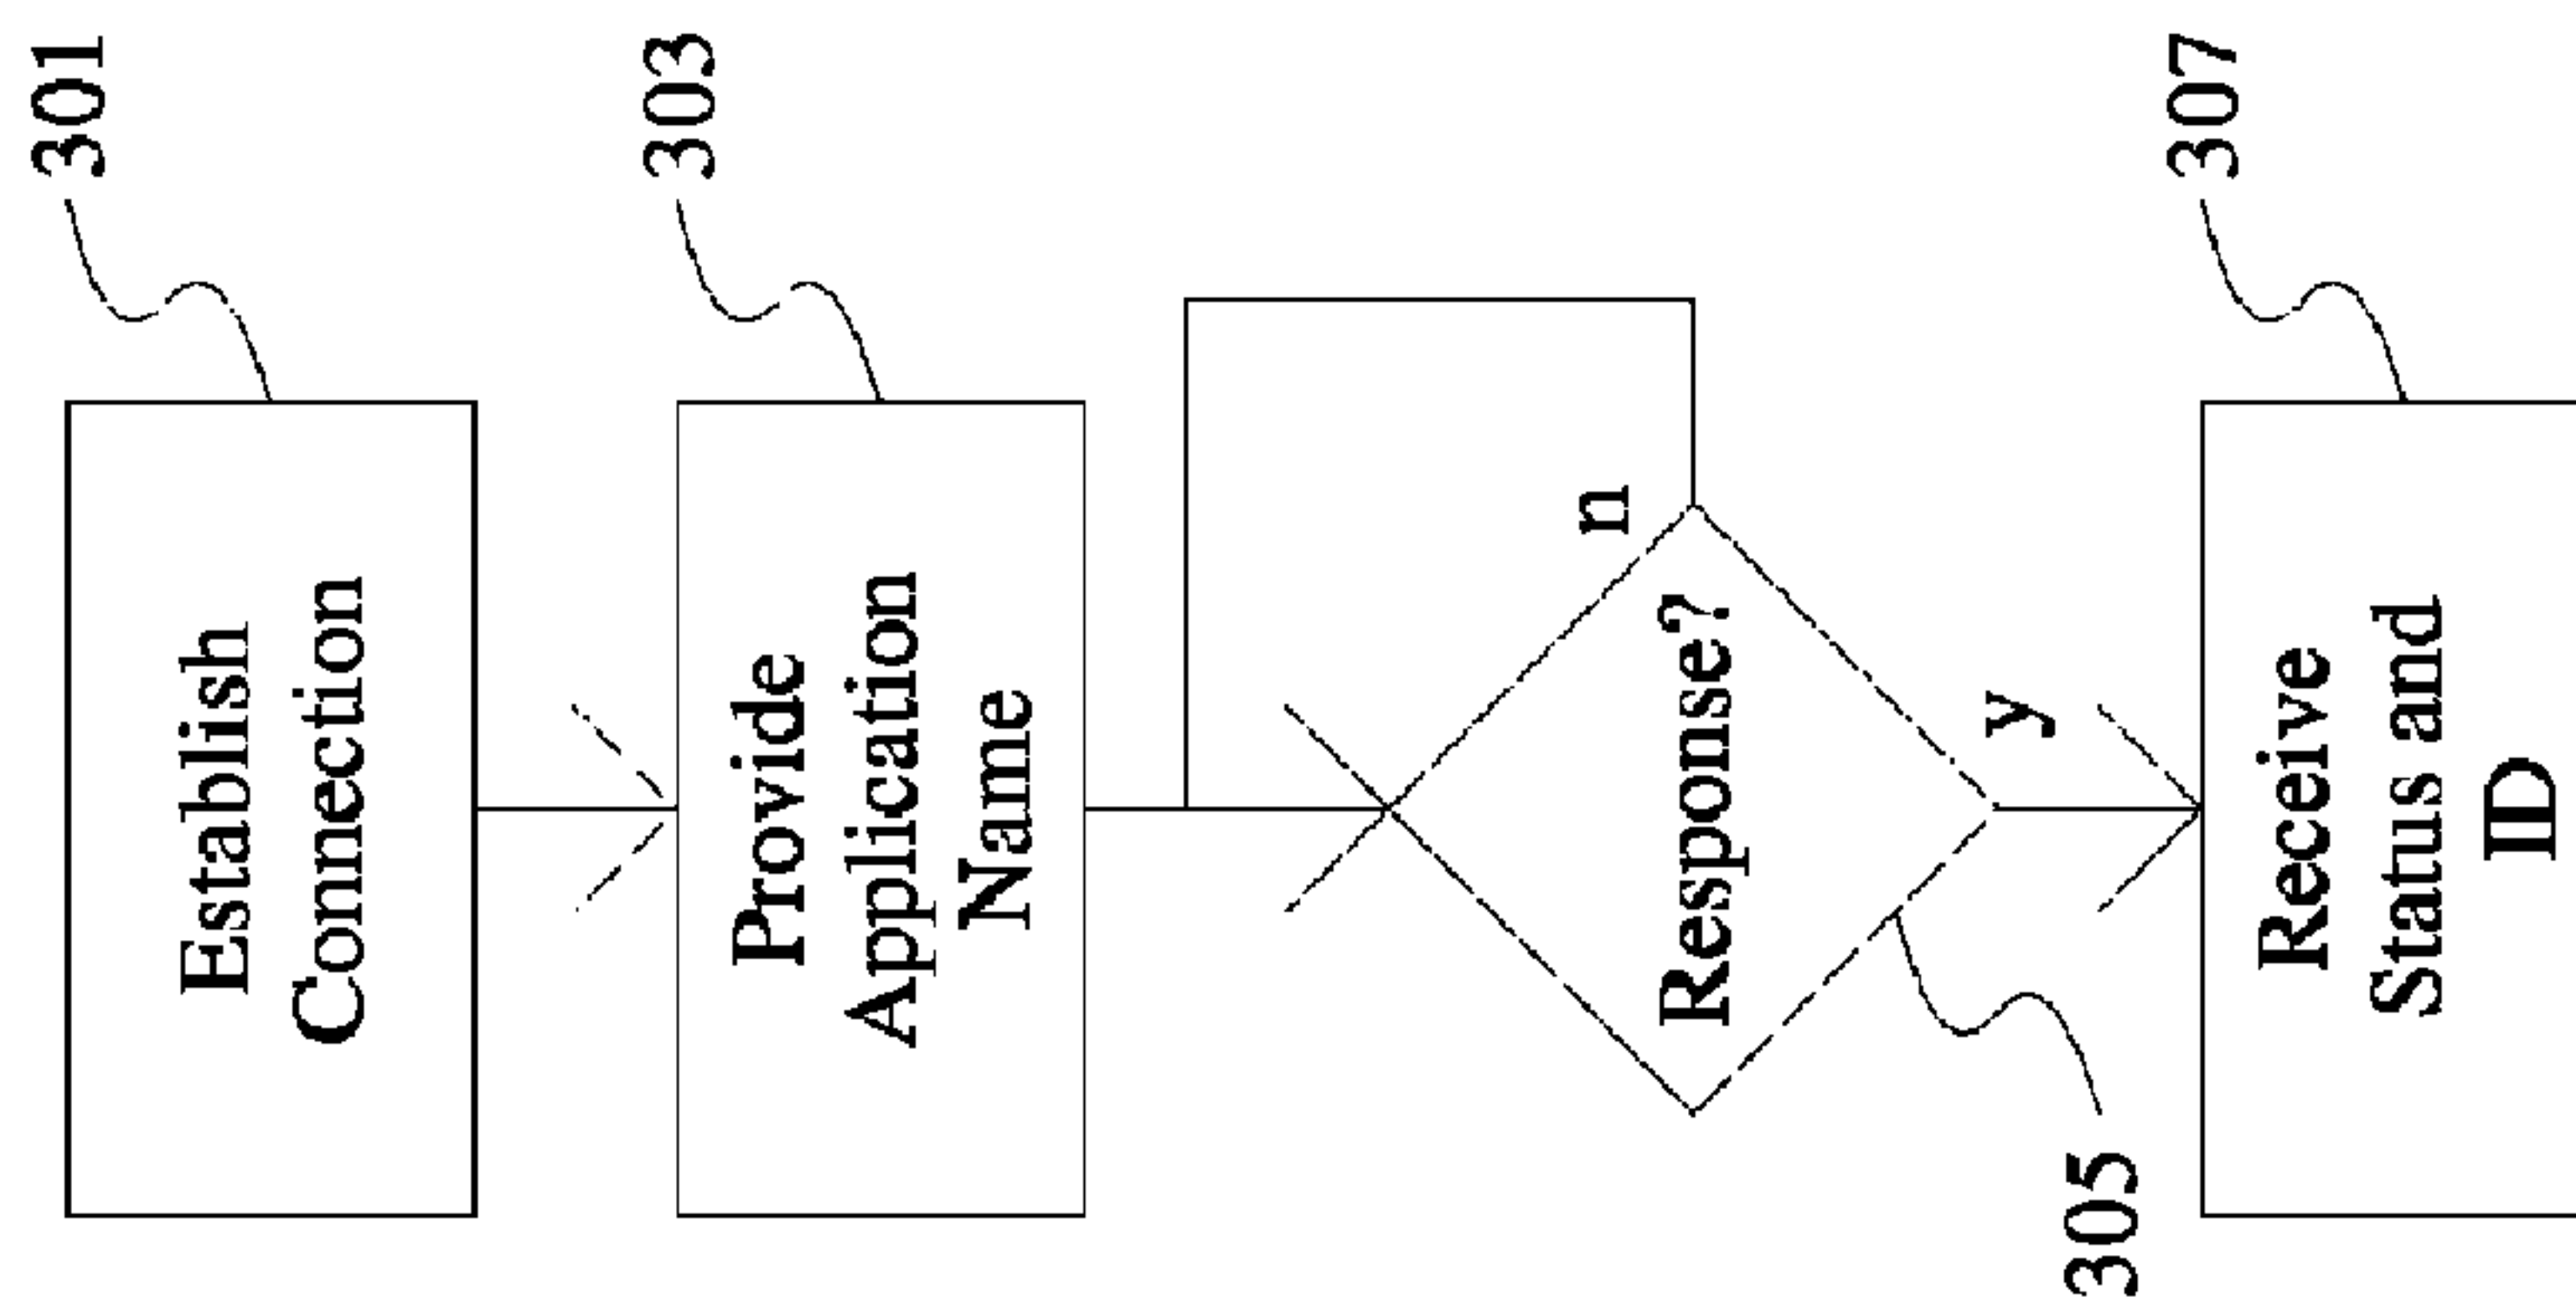 301
Establish
Connection
303
Provide
Application
Name
n
Response?
y
305
307
Receive
Status and
ID